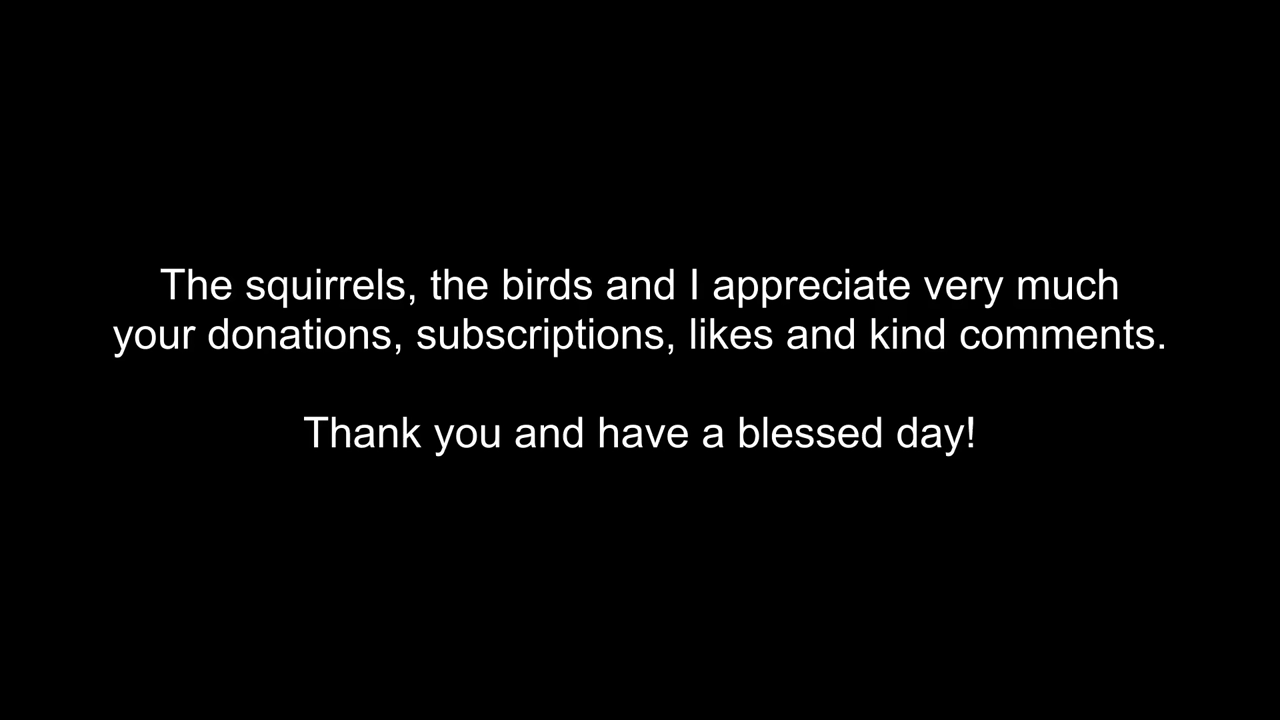 The squirrels, the birds and I appreciate very much
your donations, subscriptions, likes and kind comments.
Thank you and have a blessed day!